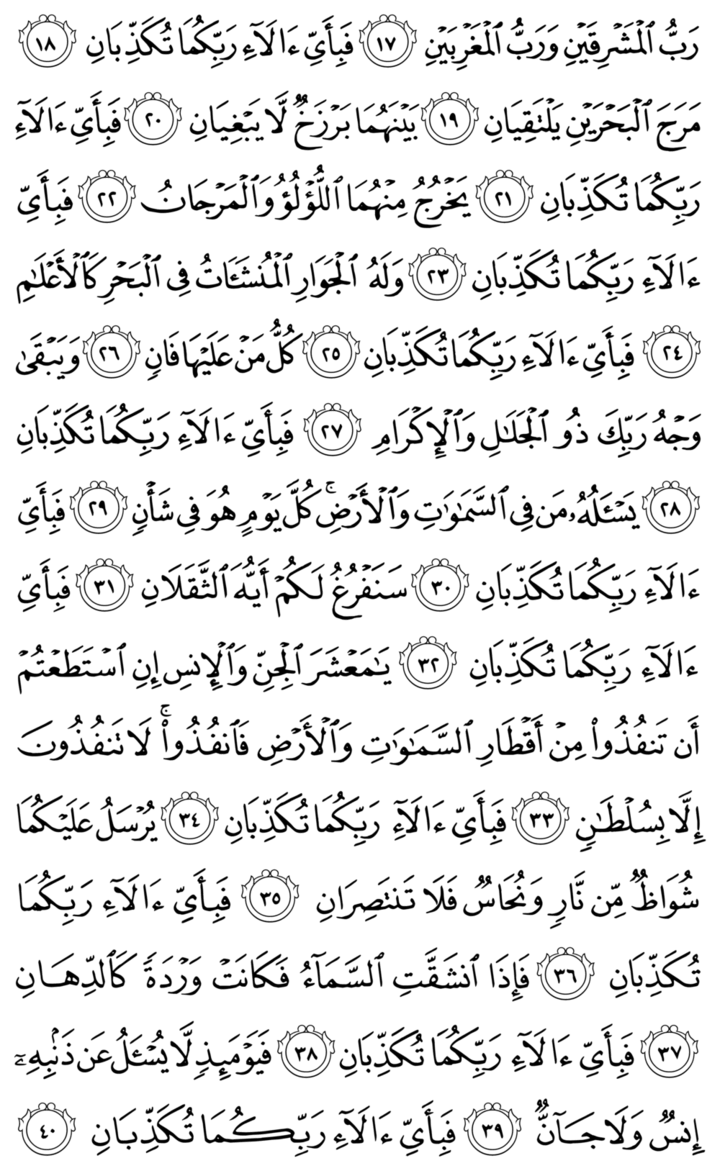 رَبُّ ٱلْمَشْرِقَيْنِ وَرَبُّ ٱلْمَغْرِبَيْنِ ١٧ فَبِأَيِّ ءَالَآءِ رَبِّكُمَا تُكَذِّبَانِ ١٨
مَرَجَ ٱلْبَحْرَيْنِ يَلْتَقِيَانِ ١٩ بَيْنَهُمَا بَرْزَخٌ لَّا يَبْغِيَانِ ٢٠ فَبِأَيِّ ءَالَآءِ
رَبِّكُمَا تُكَذِّبَانِ ٢١ يَخْرُجُ مِنْهُمَا ٱللُّؤْلُؤُ وَٱلْمَرْجَانُ ٢٢ فَبِأَيِّ
ءَالَآءِ رَبِّكُمَا تُكَذِّبَانِ ٢٣ وَلَهُ ٱلْجَوَارِ ٱلْمُنشَـَٔاتُ فِى ٱلْبَحْرِ كَٱلْأَعْلَـٰمِ
٢٤ فَبِأَيِّ ءَالَآءِ رَبِّكُمَا تُكَذِّبَانِ ٢٥ كُلُّ مَنْ عَلَيْهَا فَانٍ ٢٦ وَيَبْقَىٰ
وَجْهُ رَبِّكَ ذُو ٱلْجَلَـٰلِ وَٱلْإِكْرَامِ ٢٧ فَبِأَيِّ ءَالَآءِ رَبِّكُمَا تُكَذِّبَانِ
٢٨ يَسْـَٔلُهُۥ مَن فِى ٱلسَّمَـٰوَٰتِ وَٱلْأَرْضِ ۚ كُلَّ يَوْمٍ هُوَ فِى شَأْنٍ ٢٩ فَبِأَيِّ
ءَالَآءِ رَبِّكُمَا تُكَذِّبَانِ ٣٠ سَنَفْرُغُ لَكُمْ أَيُّهَ ٱلثَّقَلَانِ ٣١ فَبِأَيِّ
ءَالَآءِ رَبِّكُمَا تُكَذِّبَانِ ٣٢ يَـٰمَعْشَرَ ٱلْجِنِّ وَٱلْإِنسِ إِنِ ٱسْتَطَعْتُمْ
أَن تَنفُذُوا۟ مِنْ أَقْطَارِ ٱلسَّمَـٰوَٰتِ وَٱلْأَرْضِ فَٱنفُذُوا۟ ۚ لَا تَنفُذُونَ
إِلَّا بِسُلْطَـٰنٍ ٣٣ فَبِأَيِّ ءَالَآءِ رَبِّكُمَا تُكَذِّبَانِ ٣٤ يُرْسَلُ عَلَيْكُمَا
شُوَاظٌ مِّن نَّارٍ وَنُحَاسٌ فَلَا تَنتَصِرَانِ ٣٥ فَبِأَيِّ ءَالَآءِ رَبِّكُمَا
تُكَذِّبَانِ ٣٦ فَإِذَا ٱنشَقَّتِ ٱلسَّمَآءُ فَكَانَتْ وَرْدَةً كَٱلدِّهَانِ
٣٧ فَبِأَيِّ ءَالَآءِ رَبِّكُمَا تُكَذِّبَانِ ٣٨ فَيَوْمَئِذٍ لَّا يُسْـَٔلُ عَن ذَنۢبِهِۦٓ
إِنسٌ وَلَا جَآنٌّ ٣٩ فَبِأَيِّ ءَالَآءِ رَبِّكُمَا تُكَذِّبَانِ ٤٠